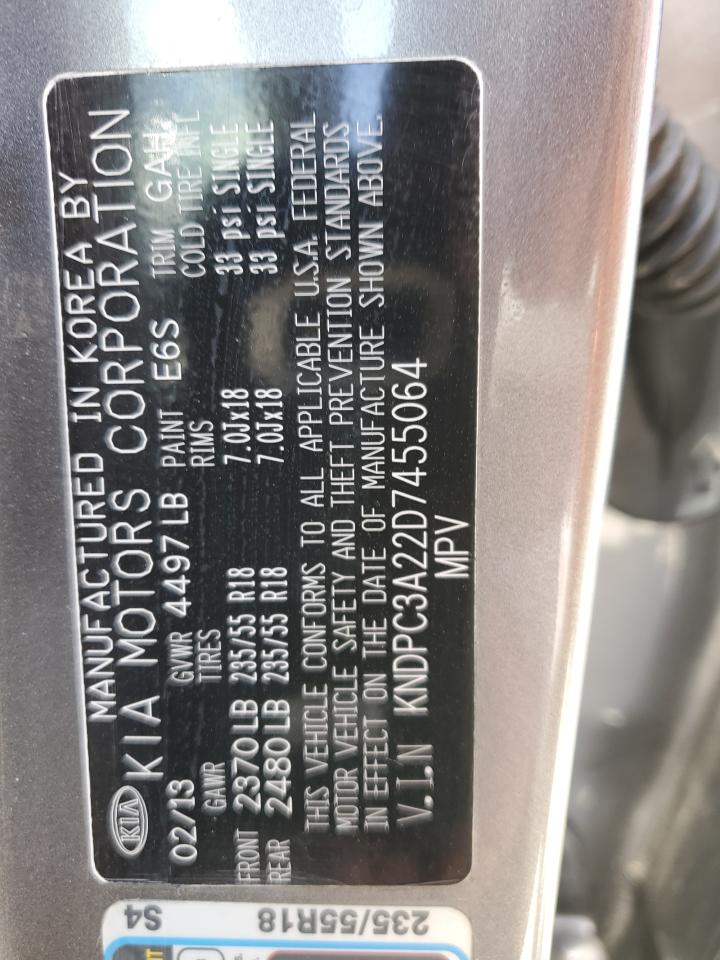 MANUFACTURED IN KOREA BY
KIA KIA MOTORS CORPORATION
02/13 GVWR 4497 LB PAINT E6S TRIM GAH
GAWR TIRES RIMS COLD TIRE INFL
FRONT 2370 LB 235/55 R18 7.0Jx18 33 psi SINGLE
REAR 2480 LB 235/55 R18 7.0Jx18 33 psi SINGLE
THIS VEHICLE CONFORMS TO ALL APPLICABLE U.S.A. FEDERAL
MOTOR VEHICLE SAFETY AND THEFT PREVENTION STANDARDS
IN EFFECT ON THE DATE OF MANUFACTURE SHOWN ABOVE.
V.I.N KNDPC3A22D7455064
MPV
235/55R18 S4